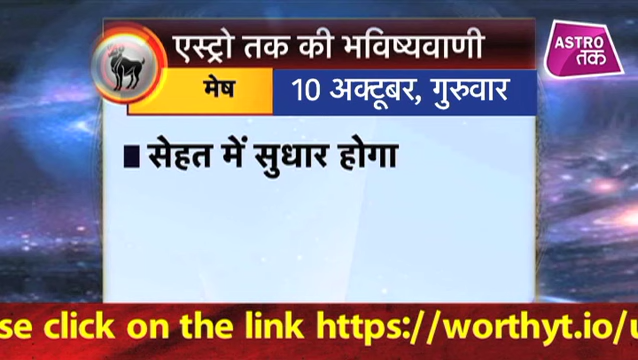 एस्ट्रो तक की भविष्यवाणी
ASTRO
तक
मेष
10 अक्टूबर, गुरुवार
सेहत में सुधार होगा
se click on the link https://worthyt.io/u